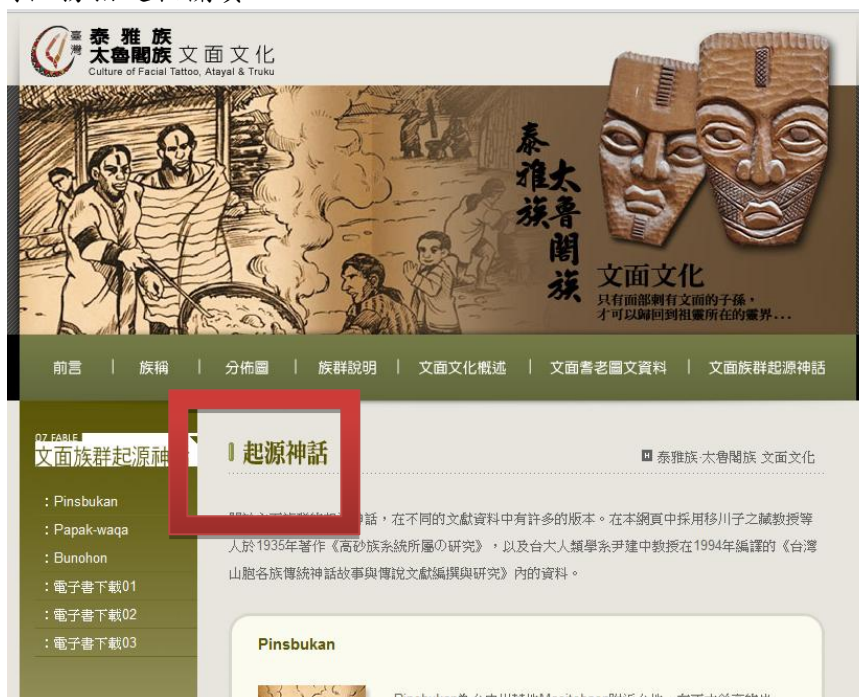 臺灣
泰雅族
太魯閣族 文面文化
Culture of Facial Tattoo, Atayal & Truku
泰雅族
太魯閣族
文面文化
只有面部刺有文面的子孫，
才可以歸回到祖靈所在的靈界...
前言 | 族稱 | 分佈圖 | 族群說明 | 文面文化概述 | 文面耆老圖文資料 | 文面族群起源神話
07 FABLE
文面族群起源神
：Pinsbukan
：Papak-waqa
：Bunohon
：電子書下載01
：電子書下載02
：電子書下載03
起源神話
H 泰雅族‧太魯閣族 文面文化
話，在不同的文獻資料中有許多的版本。在本網頁中採用移川子之藏教授等
人於1935年著作《高砂族系統所屬の研究》，以及台大人類學系尹建中教授在1994年編譯的《台灣
山胞各族傳統神話故事與傳說文獻編撰與研究》內的資料。
Pinsbukan